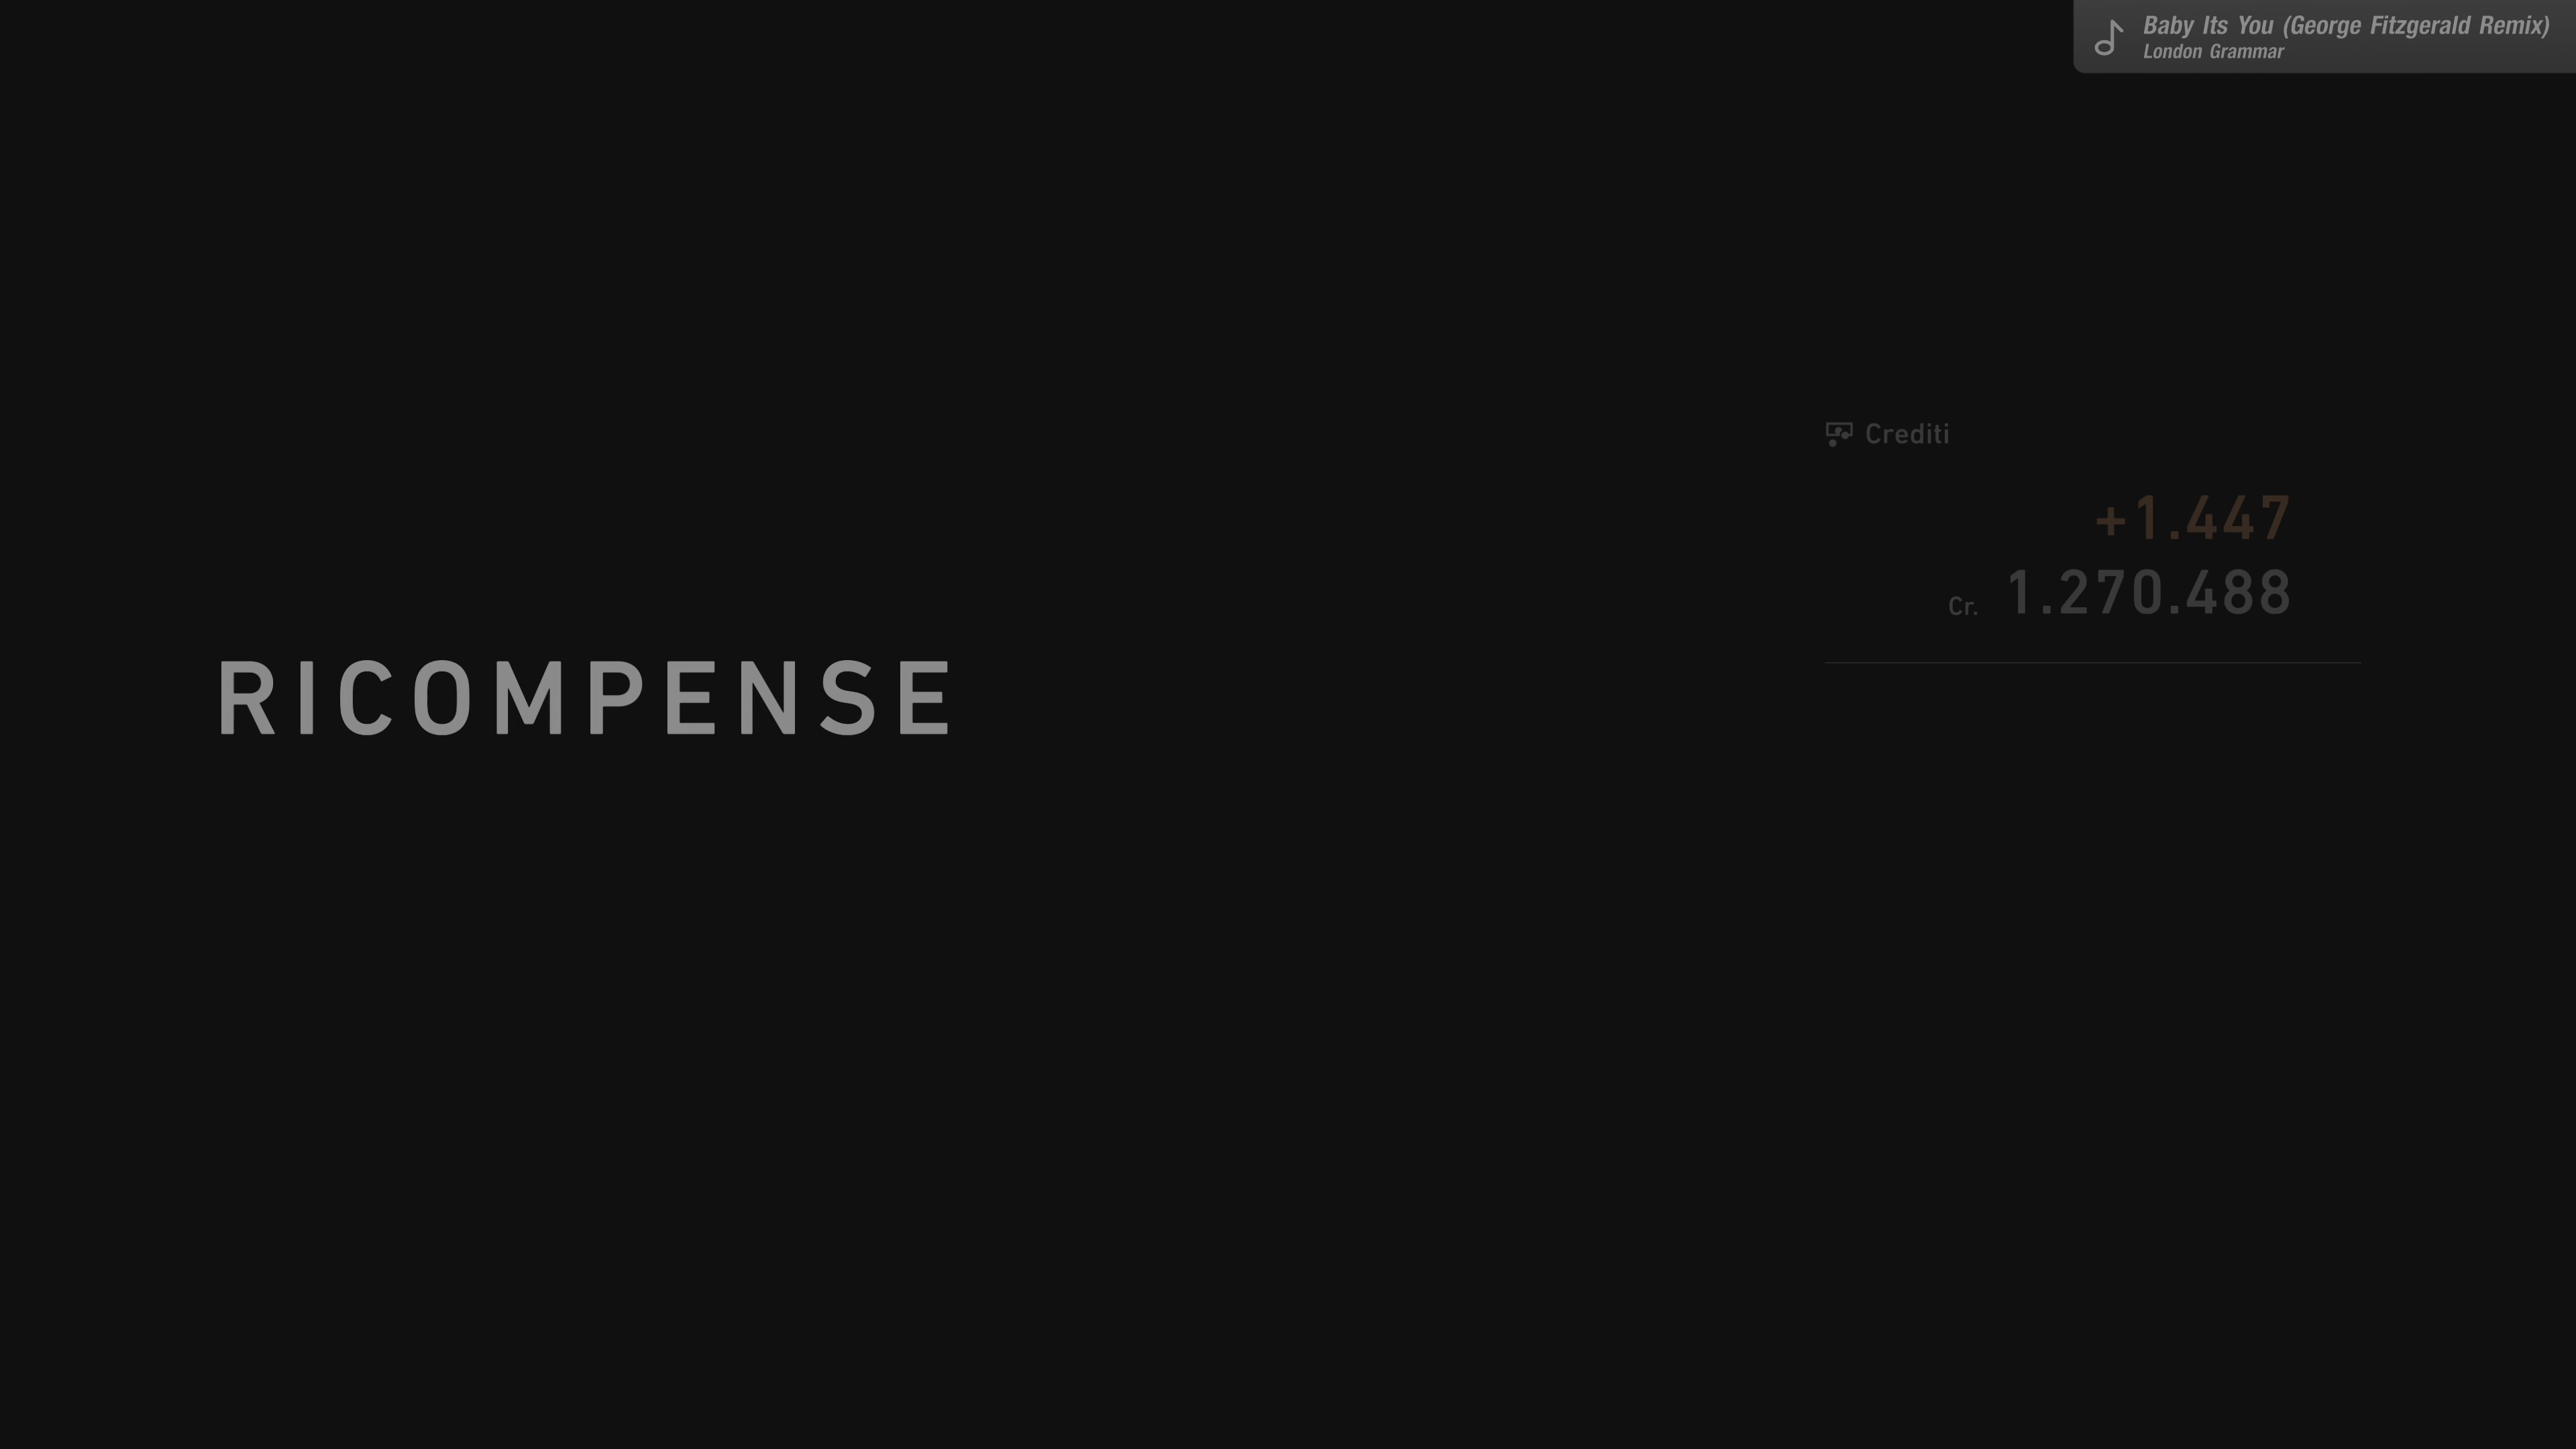 Baby Its You (George Fitzgerald Remix)
London Grammar
Crediti
+1.447
Cr. 1.270.488
RICOMPENSE